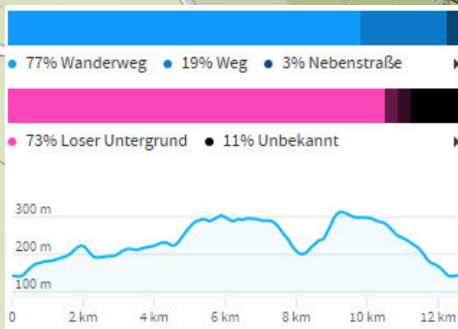 77% Wanderweg 19% Weg 3% Nebenstraße
73% Loser Untergrund 11% Unbekannt
300 m
200 m
100 m
0 2 km 4 km 6 km 8 km 10 km 12 km